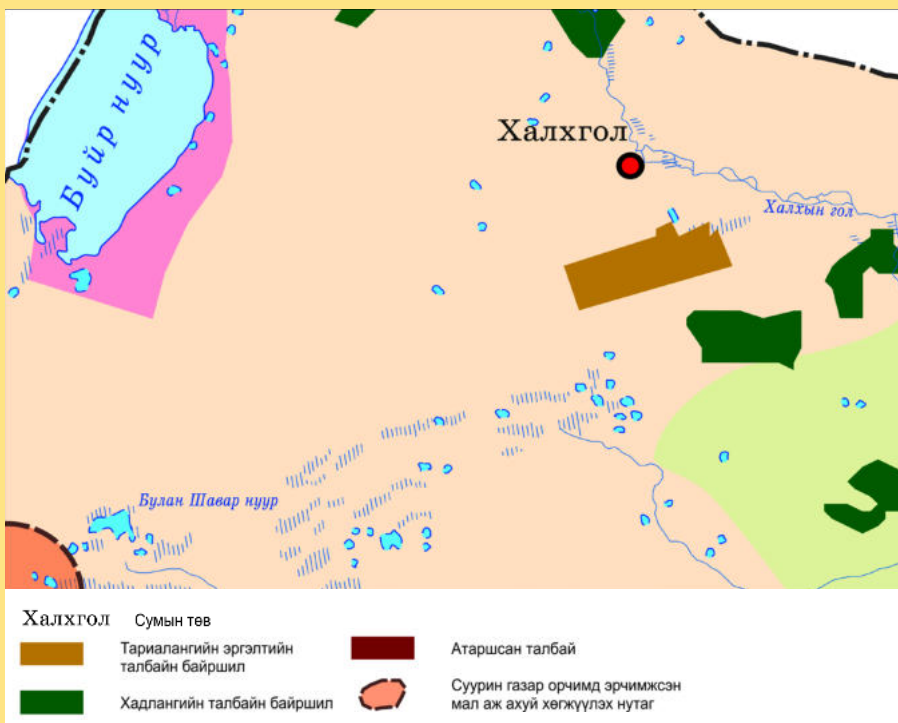 Буйр нуур
Халхгол
Халхын гол
Булан Шавар нуур
Халхгол Сумын төв
Тариалангийн эргэлтийн
талбайн байршил
Хадлангийн талбайн байршил
Атаршсан талбай
Суурин газар орчимд эрчимжсэн
мал аж ахуй хөгжүүлэх нутаг